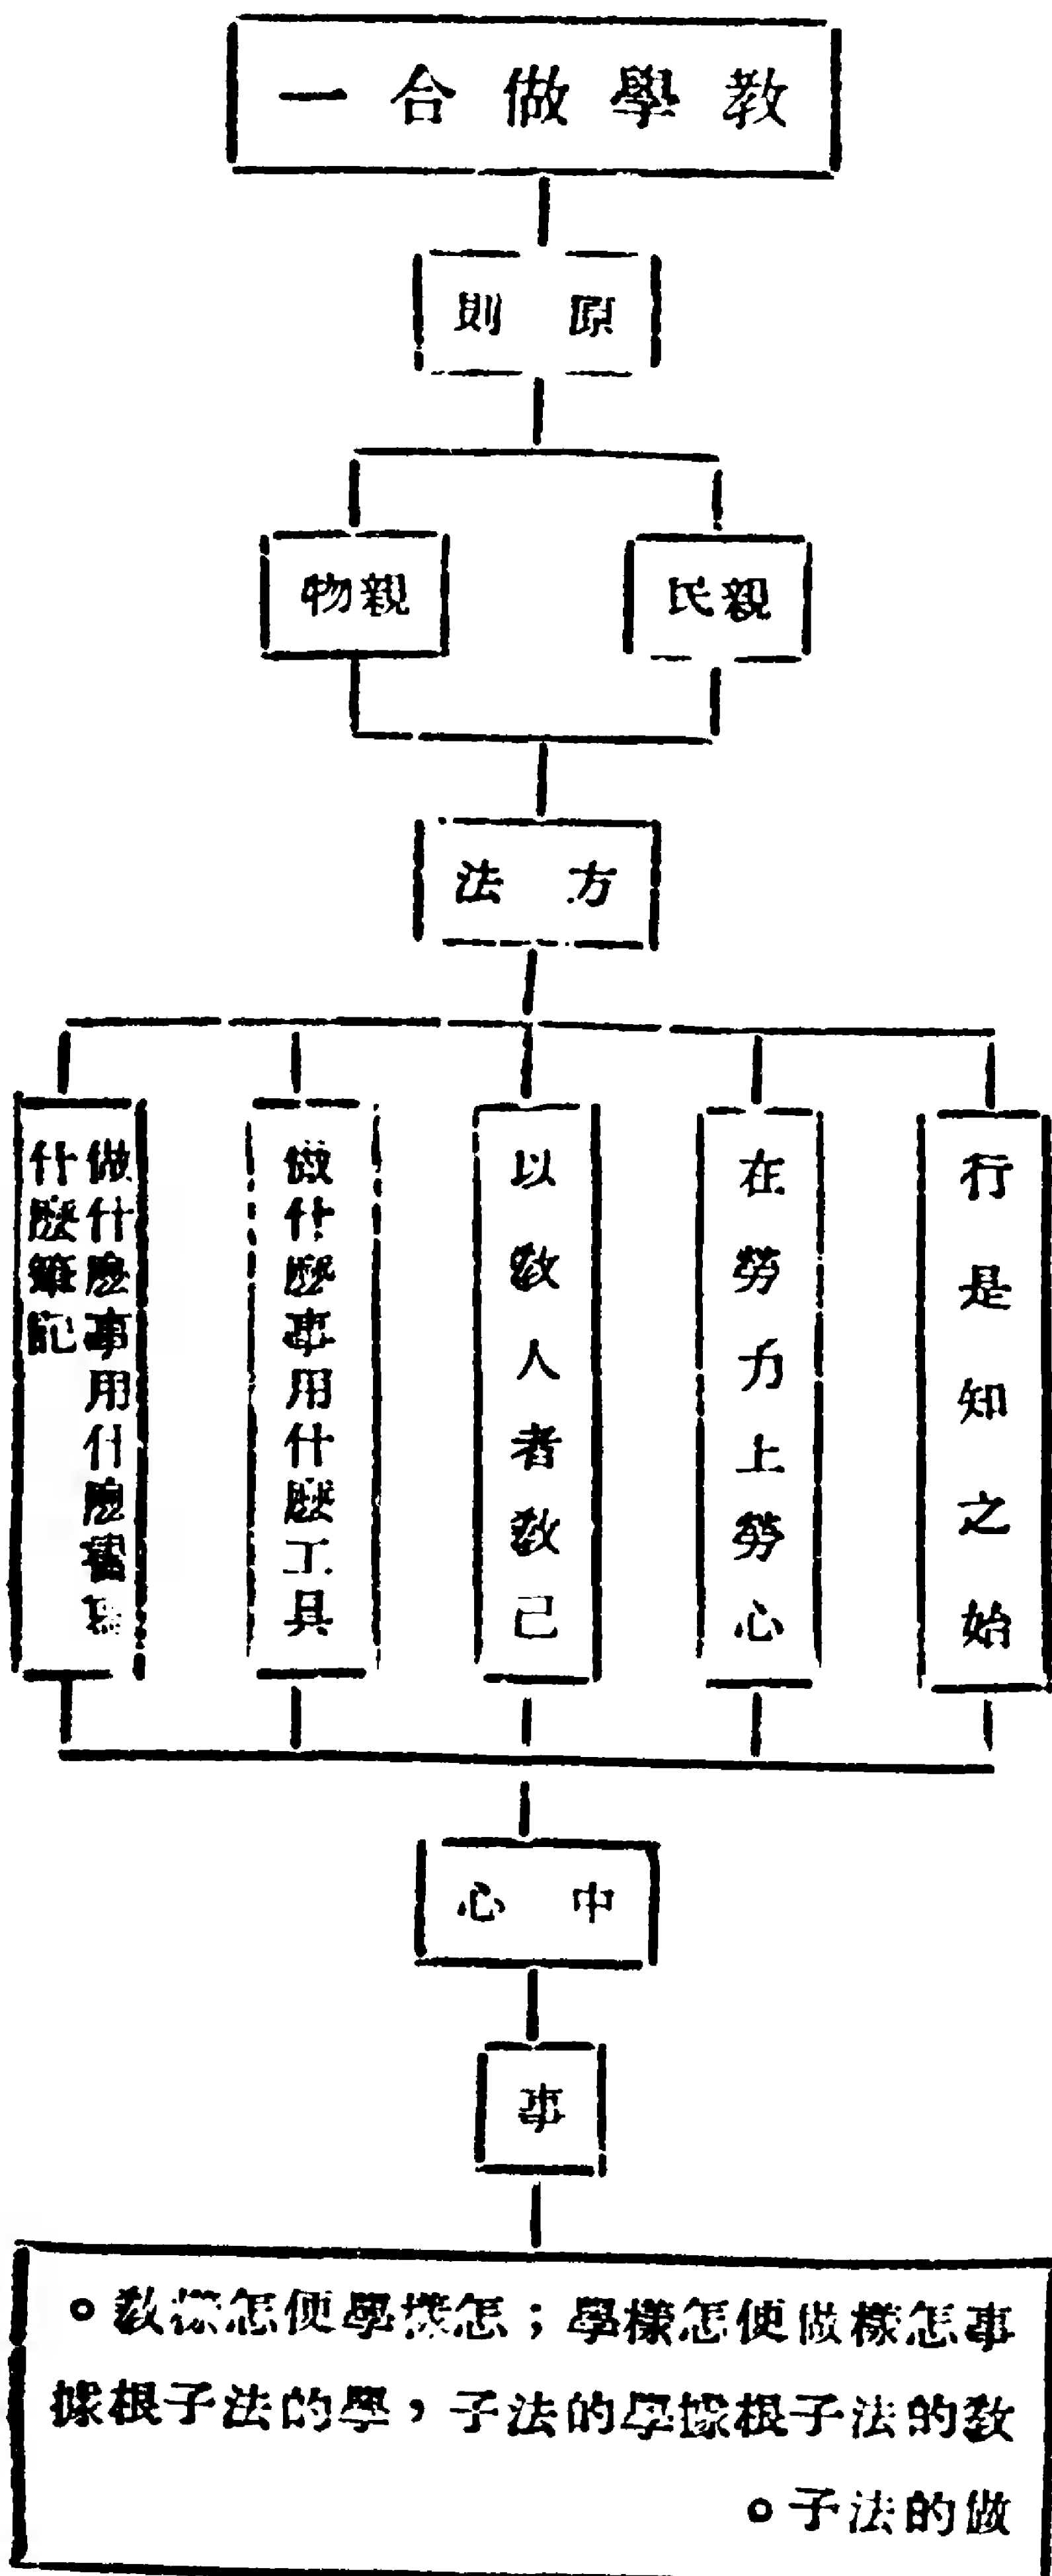 教學做合一
原則
親民
親物
方法
行是知之始
在勞力上勞心
以教人者教己
做什麼事用什麼工具
做什麼事用什麼書寫
什麼筆記
中心
事
事怎樣做便怎樣學；怎樣學便怎樣教。
教的法子根據學的法子，學的法子根據
做的法子。